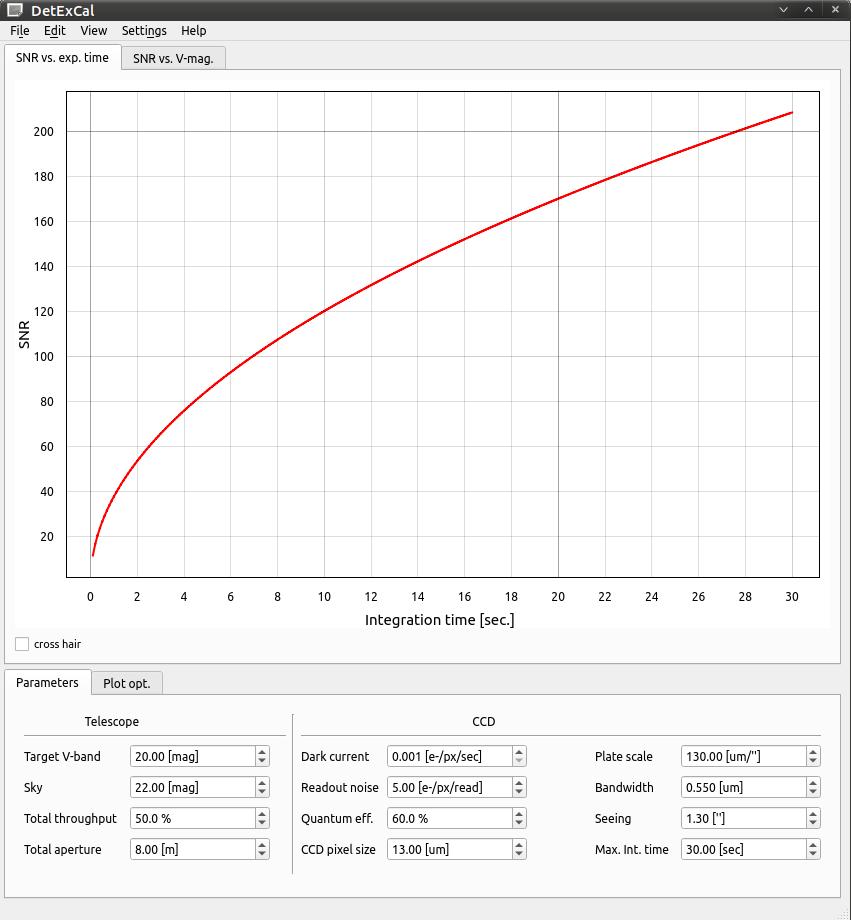 DetExCal
File Edit View Settings Help
SNR vs. exp. time SNR vs. V-mag.
200
180
160
140
120
100
80
60
40
20
SNR
0 2 4 6 8 10 12 14 16 18 20 22 24 26 28 30
Integration time [sec.]
cross hair
Parameters Plot opt.
Telescope CCD
Target V-band 20.00 [mag] Dark current 0.001 [e-/px/sec] Plate scale 130.00 [um/"]
Sky 22.00 [mag] Readout noise 5.00 [e-/px/read] Bandwidth 0.550 [um]
Total throughput 50.0 % Quantum eff. 60.0 % Seeing 1.30 ["]
Total aperture 8.00 [m] CCD pixel size 13.00 [um] Max. Int. time 30.00 [sec]